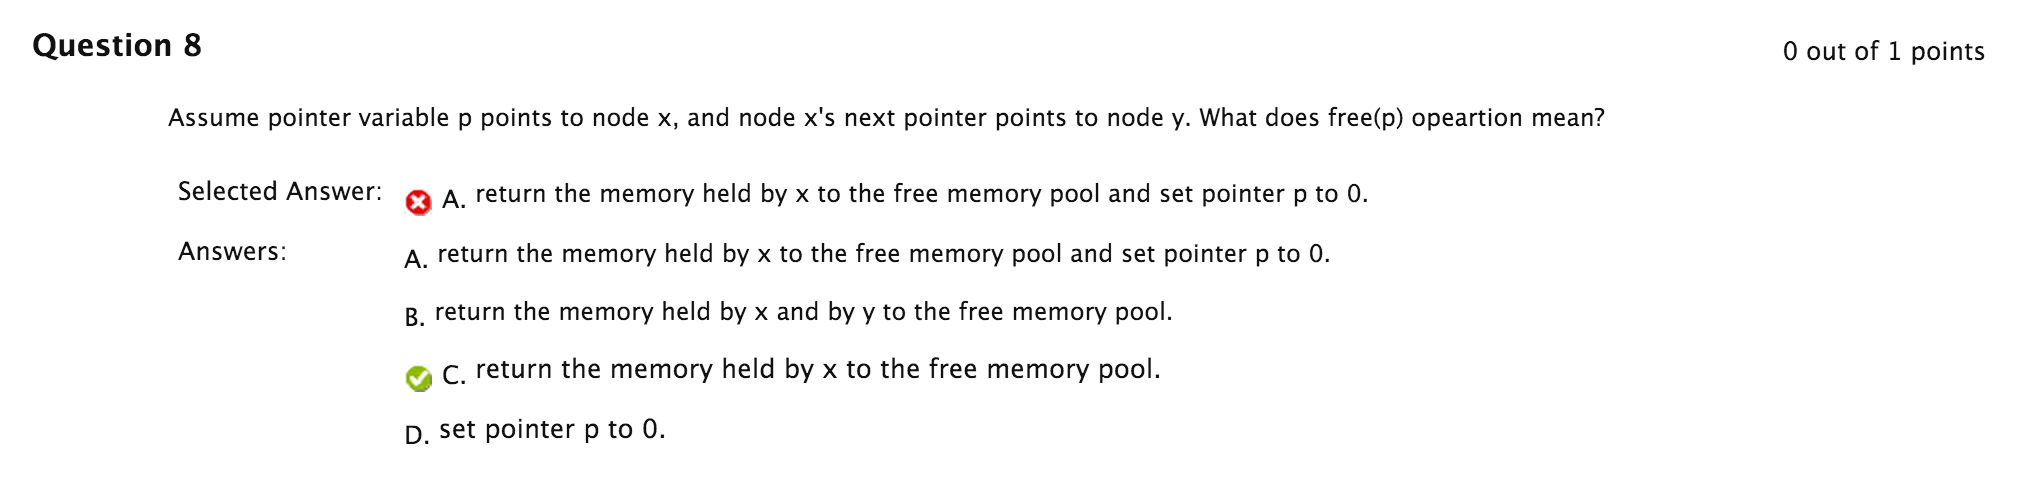 Question 8
0 out of 1 points
Assume pointer variable p points to node x, and node x's next pointer points to node y. What does free(p) opeartion mean?
Selected Answer: A. return the memory held by x to the free memory pool and set pointer p to 0.
Answers: A. return the memory held by x to the free memory pool and set pointer p to 0.
B. return the memory held by x and by y to the free memory pool.
C. return the memory held by x to the free memory pool.
D. set pointer p to 0.